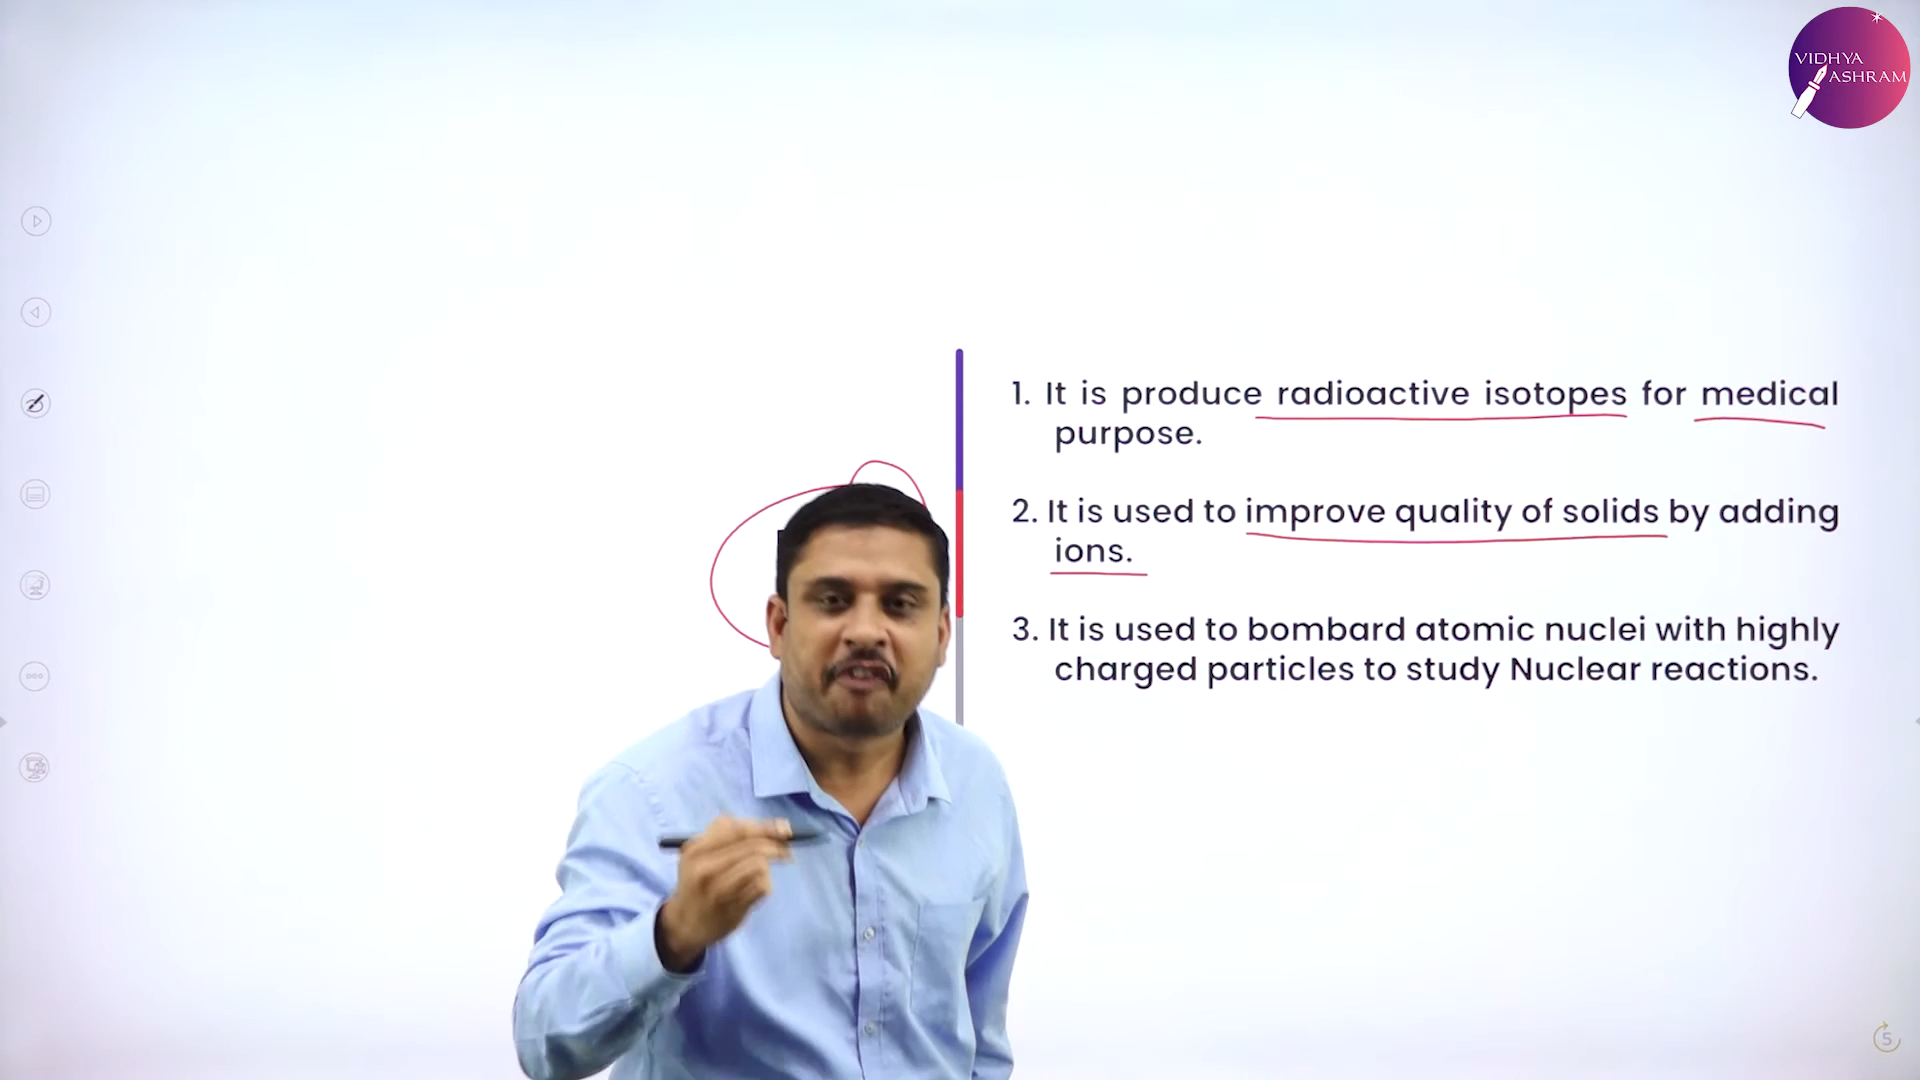 VIDHYA
ASHRAM
1. It is produce radioactive isotopes for medical
purpose.
2. It is used to improve quality of solids by adding
ions.
3. It is used to bombard atomic nuclei with highly
charged particles to study Nuclear reactions.
5